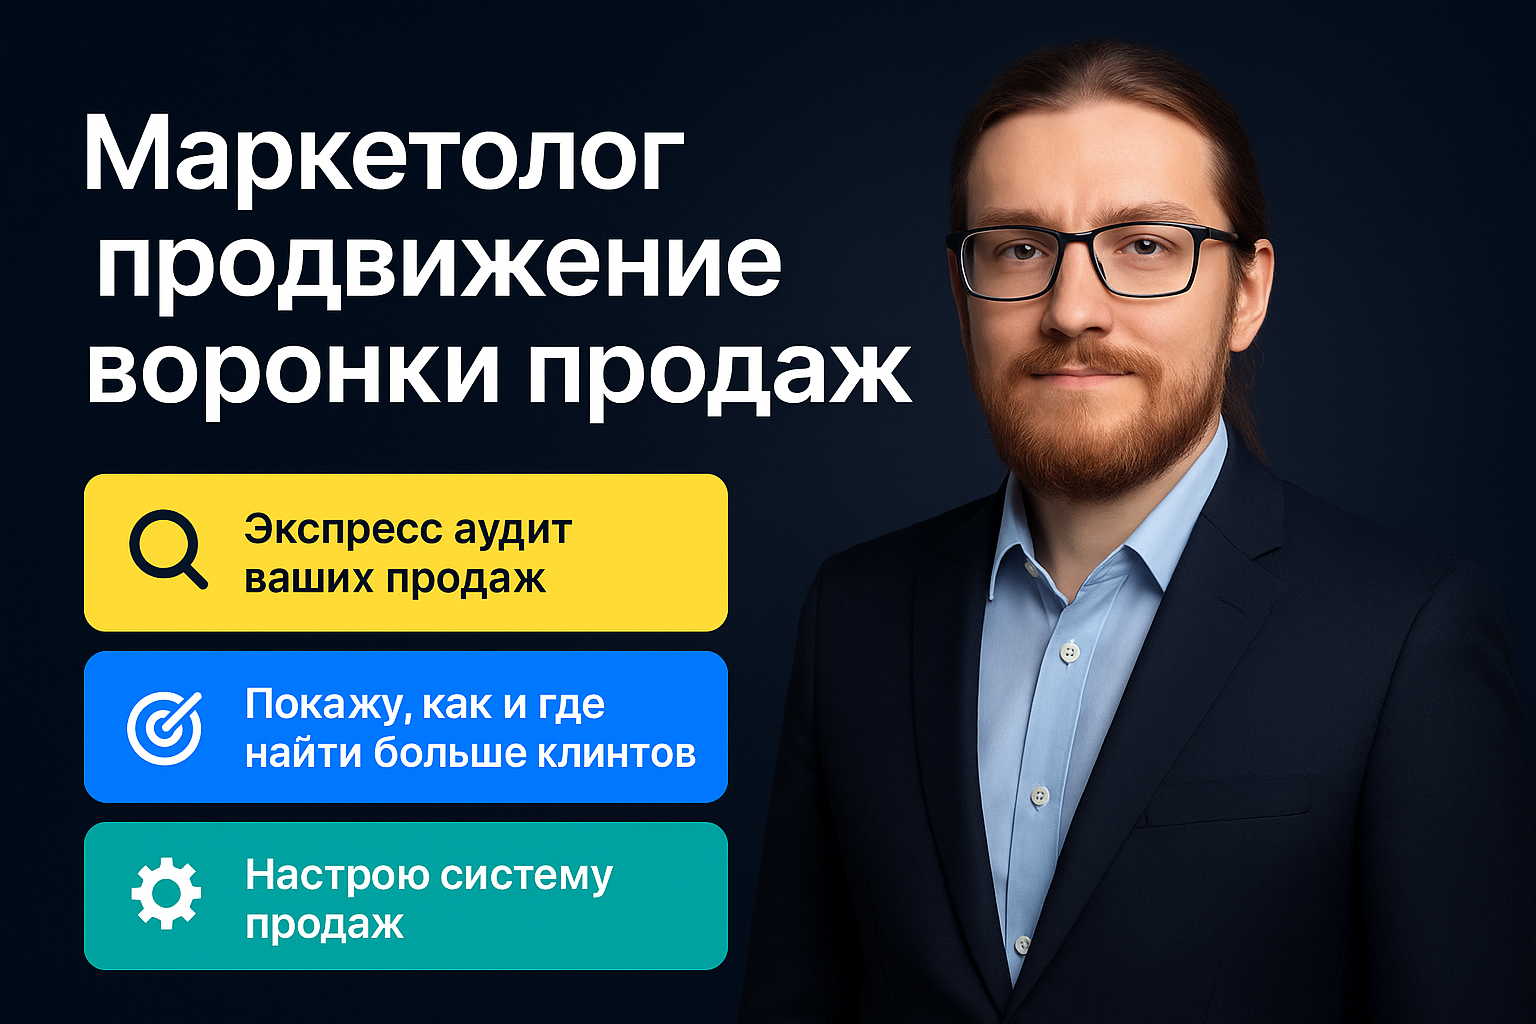 Маркетолог
продвижение
воронки продаж
Экспресс аудит
ваших продаж
Покажу, как и где
найти больше клинтов
Настрою систему
продаж